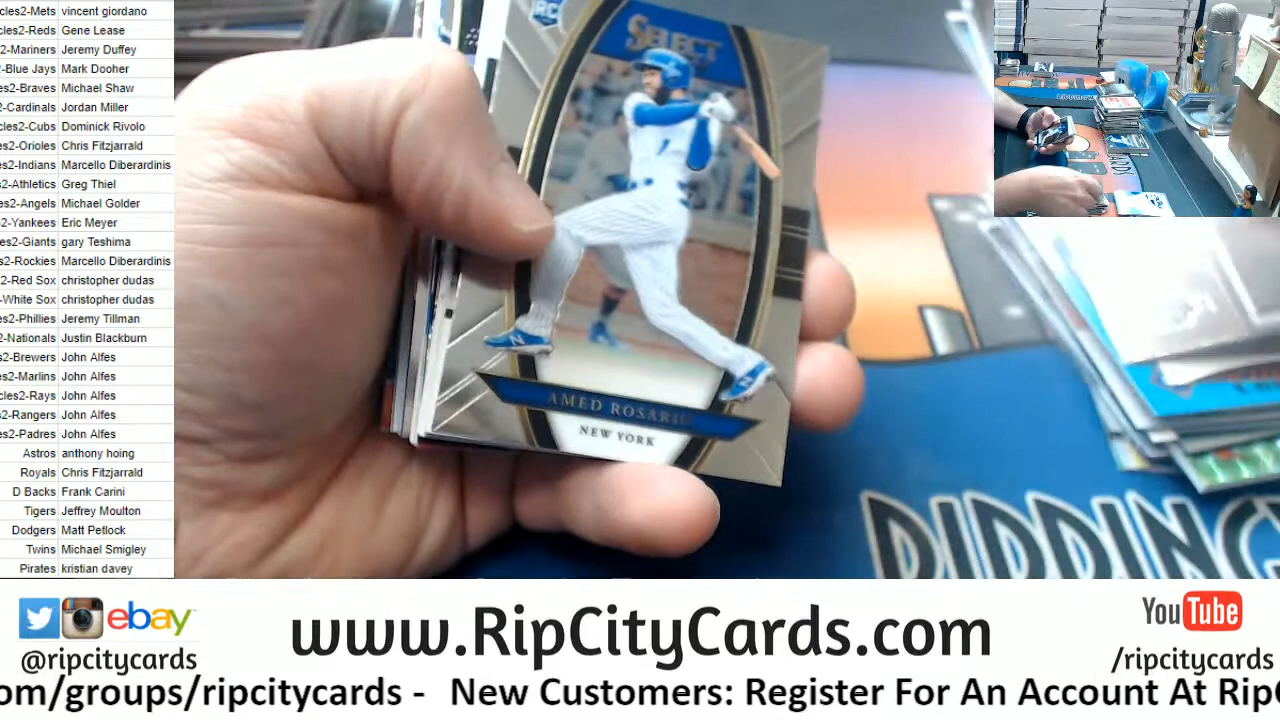 cles2-Mets vincent giordano
cles2-Reds Gene Lease
2-Mariners Jeremy Duffey
2-Blue Jays Mark Dooher
es2-Braves Michael Shaw
2-Cardinals Jordan Miller
cles2-Cubs Dominick Rivolo
es2-Orioles Chris Fitzjarrald
es2-Indians Marcello Diberardinis
s2-Athletics Greg Thiel
es2-Angels Michael Golder
2-Yankees Eric Meyer
es2-Giants gary Teshima
s2-Rockies Marcello Diberardinis
2-Red Sox christopher dudas
-White Sox christopher dudas
s2-Phillies Jeremy Tillman
2-Nationals Justin Blackburn
s2-Brewers John Alfes
s2-Marlins John Alfes
cles2-Rays John Alfes
s2-Rangers John Alfes
es2-Padres John Alfes
Astros anthony hoing
Royals Chris Fitzjarrald
D Backs Frank Carini
Tigers Jeffrey Moulton
Dodgers Matt Petlock
Twins Michael Smigley
Pirates kristian davey
RC
SELECT
AMED ROSARIO
NEW YORK
RIPPING
ebay
@ripcitycards
www.RipCityCards.com
YouTube
/ripcitycards
om/groups/ripcitycards - New Customers: Register For An Account At Rip